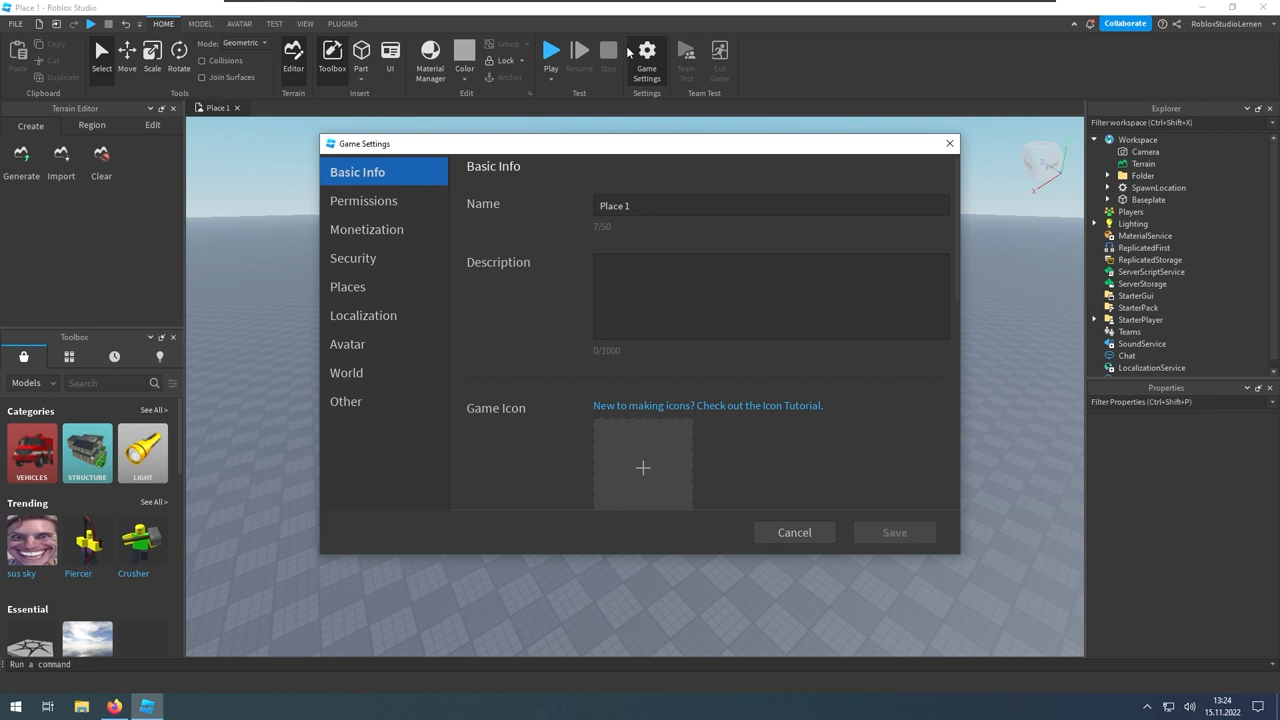 Place 1 - Roblox Studio
FILE HOME MODEL AVATAR TEST VIEW PLUGINS
Collaborate RobloxStudioLernen
Paste Copy Cut Duplicate
Select Move Scale Rotate
Mode: Geometric
Collisions
Join Surfaces
Editor Toolbox Part UI
Material Manager Color
Group
Lock
Anchor
Play Resume Stop
Game Settings
Team Test
Exit Game
Clipboard Tools Terrain Insert Edit Test Settings Team Test
Terrain Editor
Create Region Edit
Generate Import Clear
Place 1
Toolbox
Models Search
Categories See All >
VEHICLES STRUCTURE LIGHT
Trending See All >
sus sky Piercer Crusher
Essential
Game Settings
Basic Info
Permissions
Monetization
Security
Places
Localization
Avatar
World
Other
Basic Info
Name Place 1
7/50
Description
0/1000
Game Icon New to making icons? Check out the Icon Tutorial.
Cancel Save
Explorer
Filter workspace (Ctrl+Shift+X)
Workspace
Camera
Terrain
Folder
SpawnLocation
Baseplate
Players
Lighting
MaterialService
ReplicatedFirst
ReplicatedStorage
ServerScriptService
ServerStorage
StarterGui
StarterPack
StarterPlayer
Teams
SoundService
Chat
LocalizationService
Properties
Filter Properties (Ctrl+Shift+P)
Run a command
13:24
15.11.2022